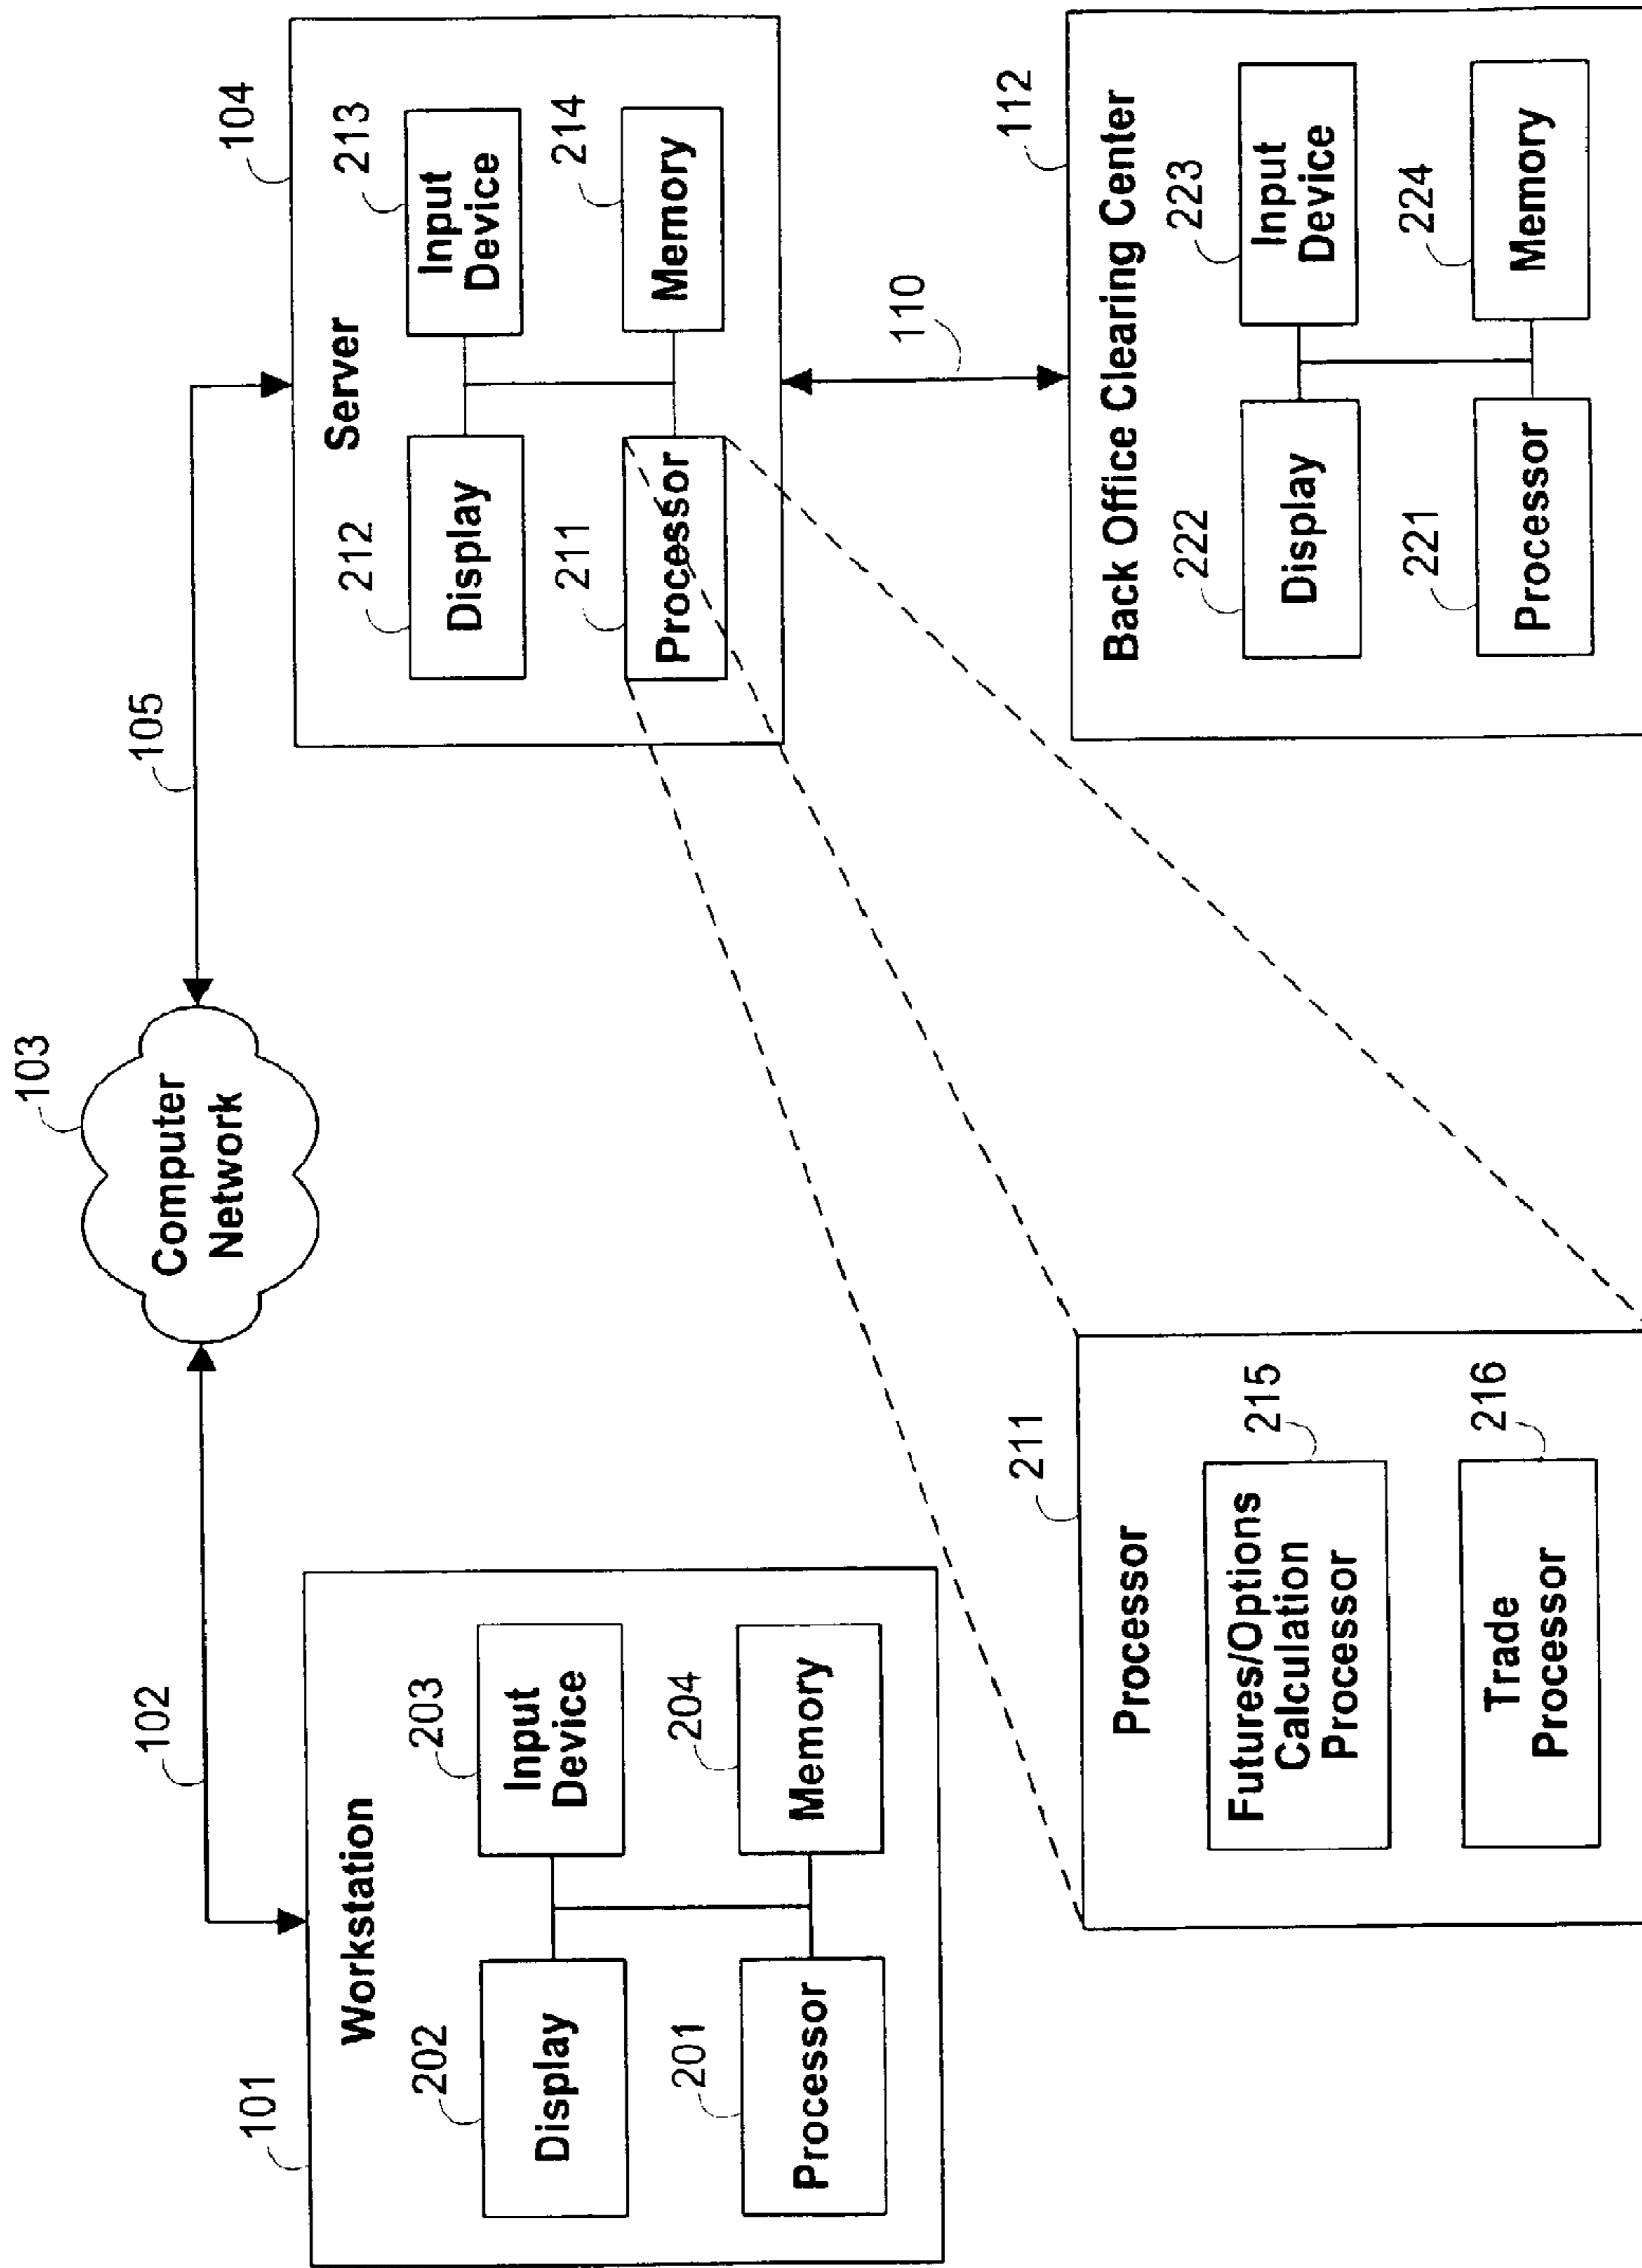 103
Computer
Network
102
105
101
Workstation
202
Display
203
Input
Device
201
Processor
204
Memory
104
Server
212
Display
213
Input
Device
211
Processor
214
Memory
110
211
Processor
215
Futures/Options
Calculation
Processor
216
Trade
Processor
112
Back Office Clearing Center
222
Display
223
Input
Device
221
Processor
224
Memory